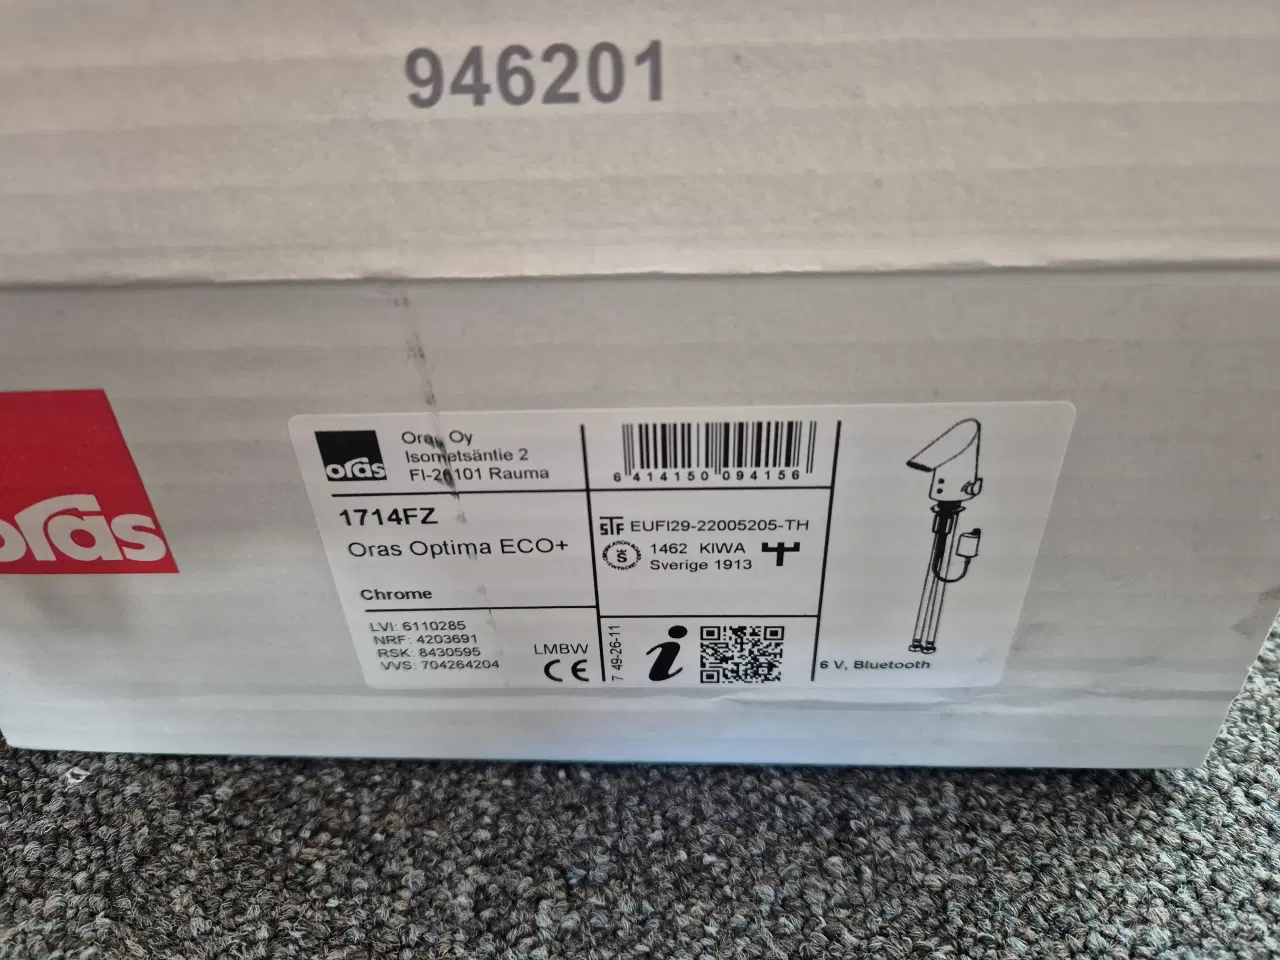 946201
oras
oras
Oras Oy
Isometsäntie 2
FI-26101 Rauma
1714FZ
Oras Optima ECO+
Chrome
LVI: 6110285
NRF: 4203691
RSK: 8430595
VVS: 704264204
LMBW
CE
6 414150 094156
STF EUFI29-22005205-TH
1462 KIWA
Sverige 1913
7 49-26-11
i
6 V, Bluetooth